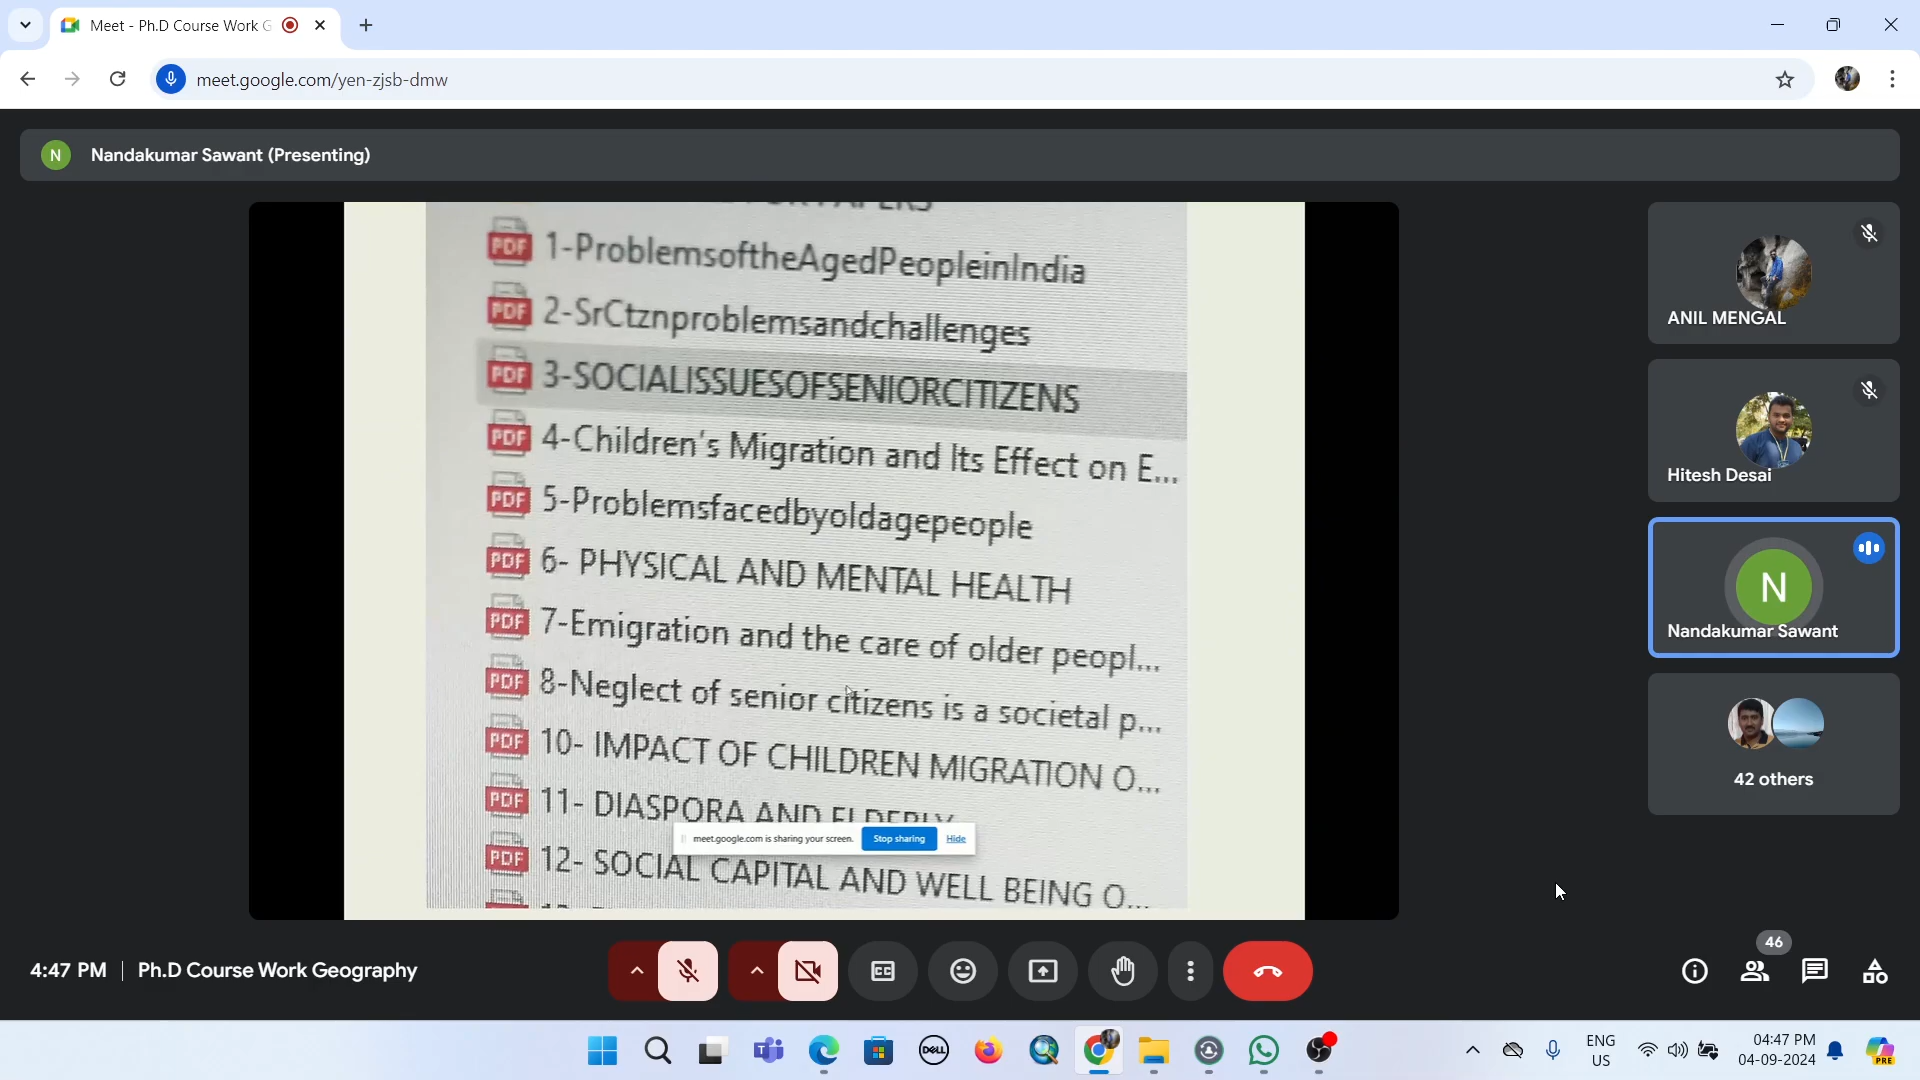 Meet - Ph.D Course Work G
meet.google.com/yen-zjsb-dmw
N
Nandakumar Sawant (Presenting)
PDF 1-ProblemsoftheAgedPeopleinIndia
PDF 2-SrCtznproblemsandchallenges
PDF 3-SOCIALISSUESOFSENIORCITIZENS
PDF 4-Children's Migration and Its Effect on E...
PDF 5-Problemsfacedbyoldagepeople
PDF 6- PHYSICAL AND MENTAL HEALTH
PDF 7-Emigration and the care of older peopl...
PDF 8-Neglect of senior citizens is a societal p...
PDF 10- IMPACT OF CHILDREN MIGRATION O...
PDF 11- DIASPORA AND ELDERLY
meet.google.com is sharing your screen. Stop sharing Hide
PDF 12- SOCIAL CAPITAL AND WELL BEING O...
ANIL MENGAL
Hitesh Desai
N
Nandakumar Sawant
42 others
4:47 PM | Ph.D Course Work Geography
46
DELL
ENG
US
04:47 PM
04-09-2024
PRE